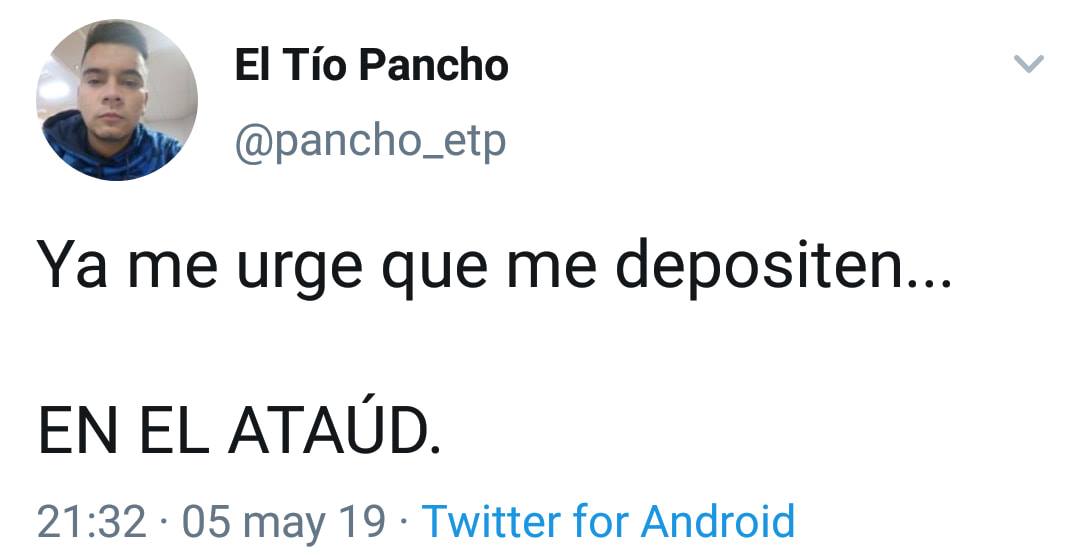 El Tío Pancho
@pancho_etp
Ya me urge que me depositen...
EN EL ATAÚD.
21:32 · 05 may 19 · Twitter for Android